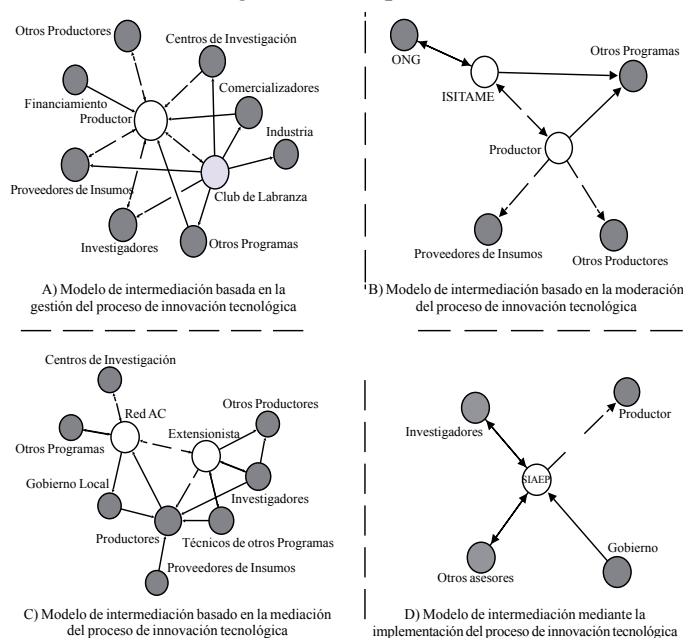 Otros Productores
Centros de Investigación
Financiamiento
Productor
Comercializadores
Industria
Proveedores de Insumos
Club de Labranza
Investigadores
Otros Programas
A) Modelo de intermediación basada en la
gestión del proceso de innovación tecnológica
ONG
ISITAME
Otros Programas
Productor
Proveedores de Insumos
Otros Productores
B) Modelo de intermediación basado en la moderación
del proceso de innovación tecnológica
Centros de Investigación
Red AC
Otros Productores
Extensionista
Otros Programas
Gobierno Local
Investigadores
Productores
Técnicos de otros Programas
Proveedores de Insumos
C) Modelo de intermediación basado en la mediación
del proceso de innovación tecnológica
Investigadores
Productor
SIAEP
Otros asesores
Gobierno
D) Modelo de intermediación mediante la
implementación del proceso de innovación tecnológica